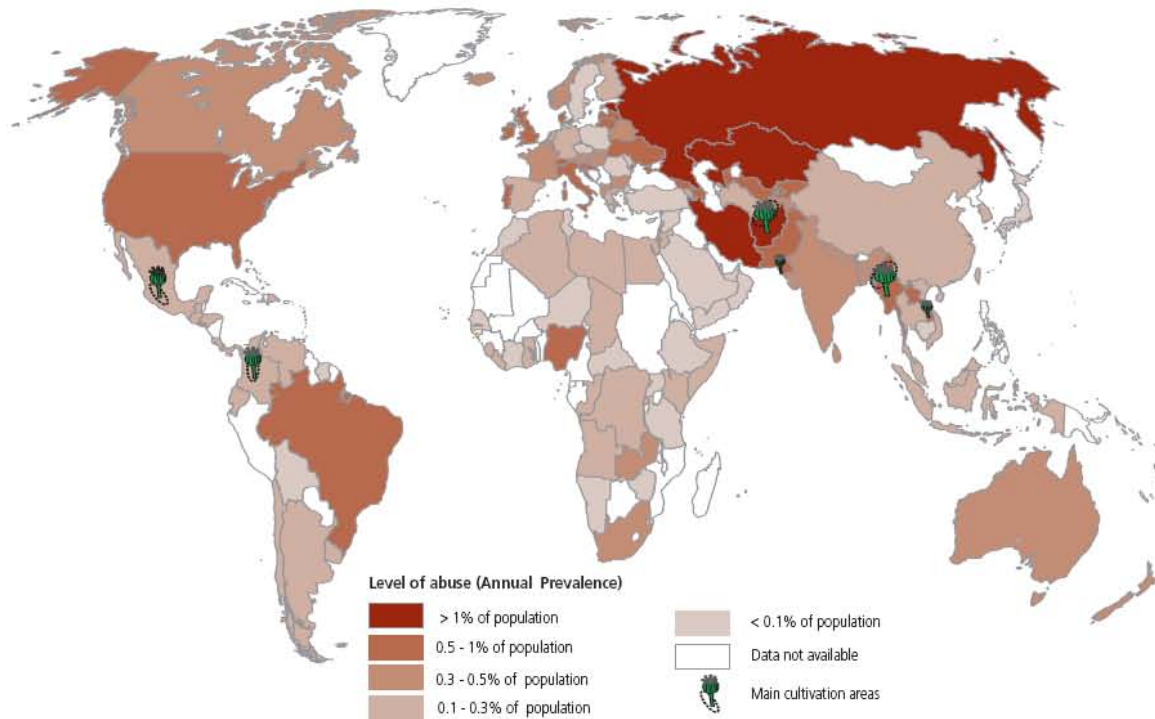 Level of abuse (Annual Prevalence)
> 1% of population
0.5 - 1% of population
0.3 - 0.5% of population
0.1 - 0.3% of population
< 0.1% of population
Data not available
Main cultivation areas